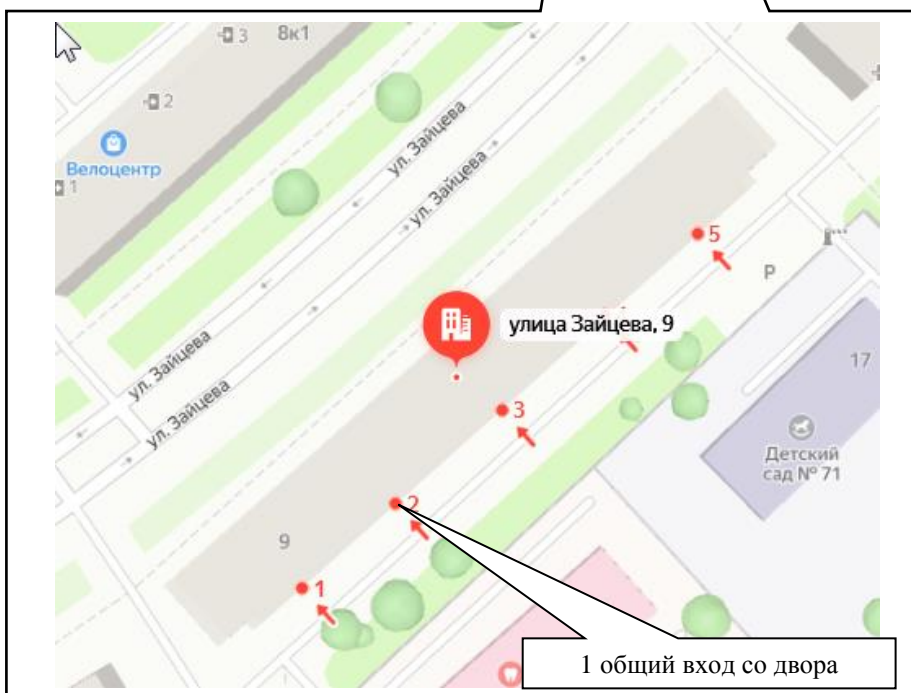 3
8к1
2
Велоцентр
1
ул. Зайцева
ул. Зайцева
5
P
улица Зайцева, 9
17
ул. Зайцева
ул. Зайцева
3
Детский
сад № 71
2
9
1
1 общий вход со двора